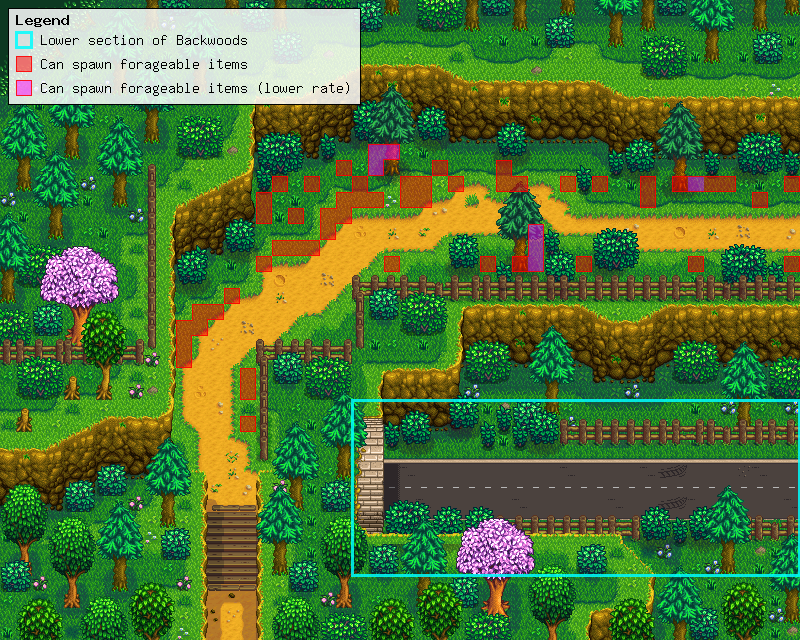 Legend
Lower section of Backwoods
Can spawn forageable items
Can spawn forageable items (lower rate)